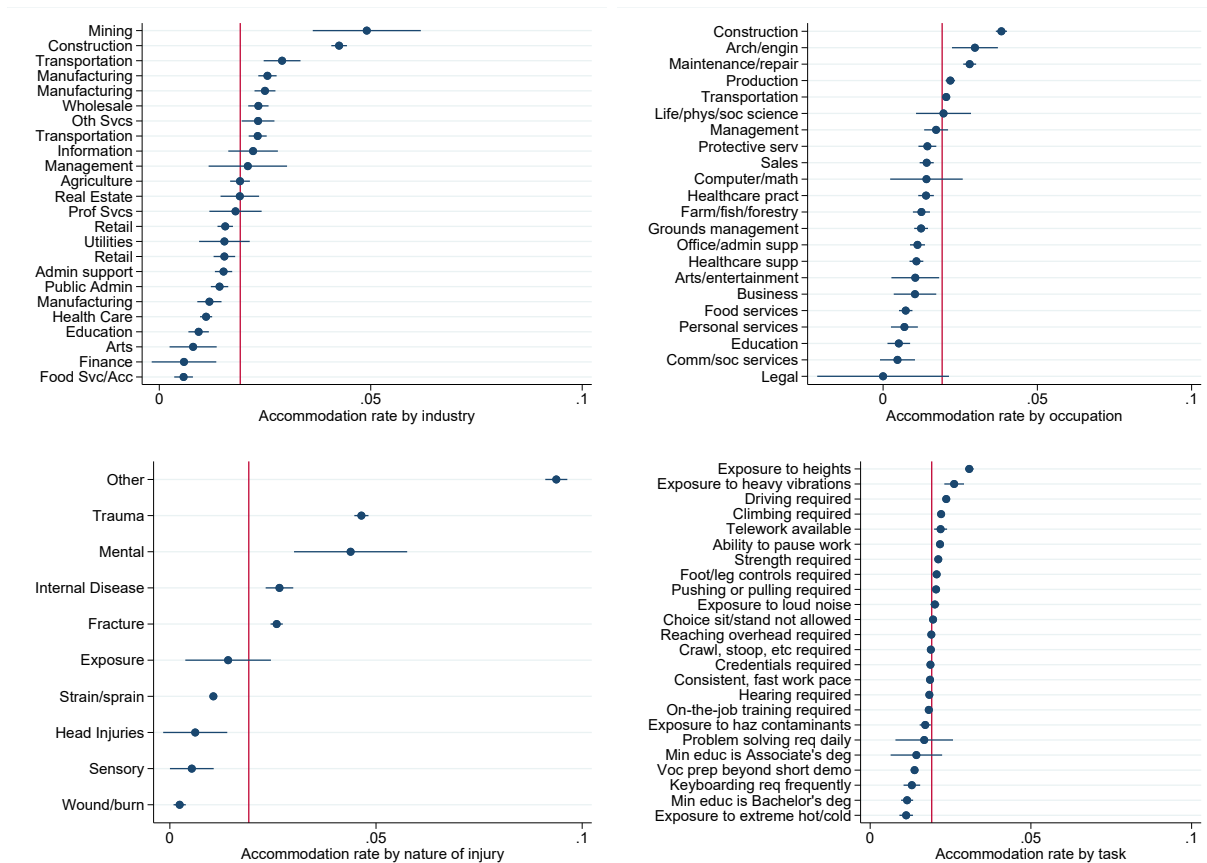 Mining
Construction
Transportation
Manufacturing
Manufacturing
Wholesale
Oth Svcs
Transportation
Information
Management
Agriculture
Real Estate
Prof Svcs
Retail
Utilities
Retail
Admin support
Public Admin
Manufacturing
Health Care
Education
Arts
Finance
Food Svc/Acc
0 .05 .1
Accommodation rate by industry
Construction
Arch/engin
Maintenance/repair
Production
Transportation
Life/phys/soc science
Management
Protective serv
Sales
Computer/math
Healthcare pract
Farm/fish/forestry
Grounds management
Office/admin supp
Healthcare supp
Arts/entertainment
Business
Food services
Personal services
Education
Comm/soc services
Legal
0 .05 .1
Accommodation rate by occupation
Other
Trauma
Mental
Internal Disease
Fracture
Exposure
Strain/sprain
Head Injuries
Sensory
Wound/burn
0 .05 .1
Accommodation rate by nature of injury
Exposure to heights
Exposure to heavy vibrations
Driving required
Climbing required
Telework available
Ability to pause work
Strength required
Foot/leg controls required
Pushing or pulling required
Exposure to loud noise
Choice sit/stand not allowed
Reaching overhead required
Crawl, stoop, etc required
Credentials required
Consistent, fast work pace
Hearing required
On-the-job training required
Exposure to haz contaminants
Problem solving req daily
Min educ is Associate's deg
Voc prep beyond short demo
Keyboarding req frequently
Min educ is Bachelor's deg
Exposure to extreme hot/cold
0 .05 .1
Accommodation rate by task